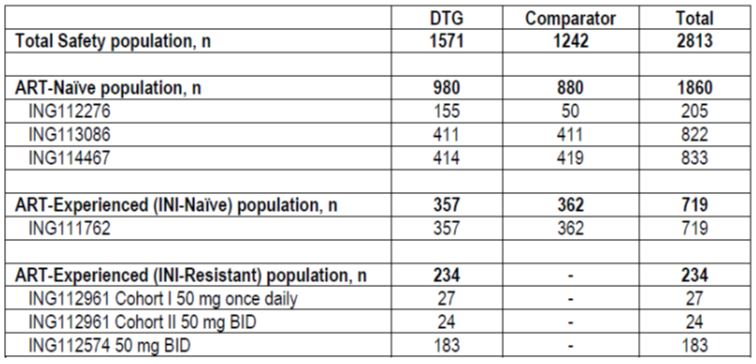 DTG Comparator Total
Total Safety population, n 1571 1242 2813
ART-Naïve population, n 980 880 1860
ING112276 155 50 205
ING113086 411 411 822
ING114467 414 419 833
ART-Experienced (INI-Naïve) population, n 357 362 719
ING111762 357 362 719
ART-Experienced (INI-Resistant) population, n 234 - 234
ING112961 Cohort I 50 mg once daily 27 - 27
ING112961 Cohort II 50 mg BID 24 - 24
ING112574 50 mg BID 183 - 183